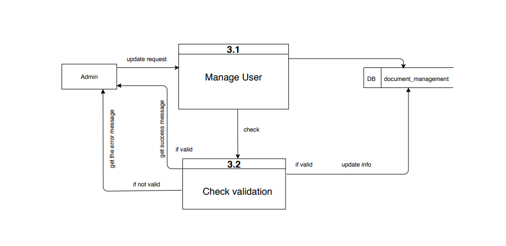 3.1
update request
Admin
Manage User
DB
document_management
get the error message
get success message
check
if valid
3.2
if valid
update info
if not valid
Check validation